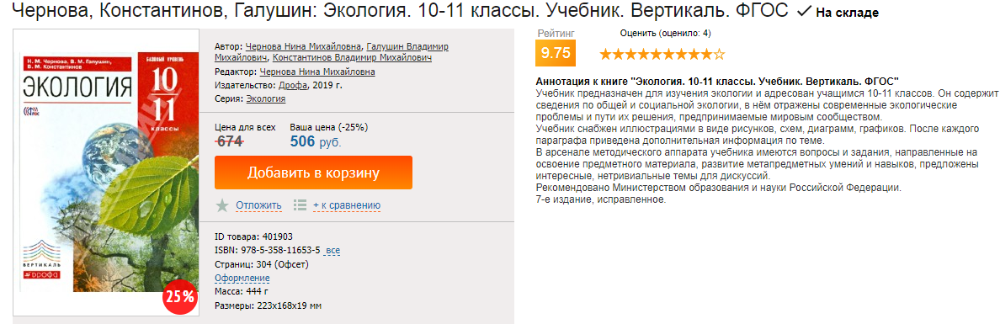 Чернова, Константинов, Галушин: Экология. 10-11 классы. Учебник. Вертикаль. ФГОС ✓ На складе
Н. М. Чернова, В. М. Галушин,
В. М. Константинов
ЭКОЛОГИЯ
ФГОС
БАЗОВЫЙ УРОВЕНЬ
10
11
КЛАССЫ
ВЕРТИКАЛЬ
дрофа
25%
Автор: Чернова Нина Михайловна, Галушин Владимир
Михайлович, Константинов Владимир Михайлович
Редактор: Чернова Нина Михайловна
Издательство: Дрофа, 2019 г.
Серия: Экология
Цена для всех
674
Ваша цена (-25%)
506 руб.
Добавить в корзину
Отложить
+ к сравнению
ID товара: 401903
ISBN: 978-5-358-11653-5 все
Страниц: 304 (Офсет)
Оформление
Масса: 444 г
Размеры: 223x168x19 мм
Рейтинг
9.75
Оценить (оценило: 4)
Аннотация к книге "Экология. 10-11 классы. Учебник. Вертикаль. ФГОС"
Учебник предназначен для изучения экологии и адресован учащимся 10-11 классов. Он содержит
сведения по общей и социальной экологии, в нём отражены современные экологические
проблемы и пути их решения, предпринимаемые мировым сообществом.
Учебник снабжен иллюстрациями в виде рисунков, схем, диаграмм, графиков. После каждого
параграфа приведена дополнительная информация по теме.
В арсенале методического аппарата учебника имеются вопросы и задания, направленные на
освоение предметного материала, развитие метапредметных умений и навыков, предложены
интересные, нетривиальные темы для дискуссий.
Рекомендовано Министерством образования и науки Российской Федерации.
7-е издание, исправленное.